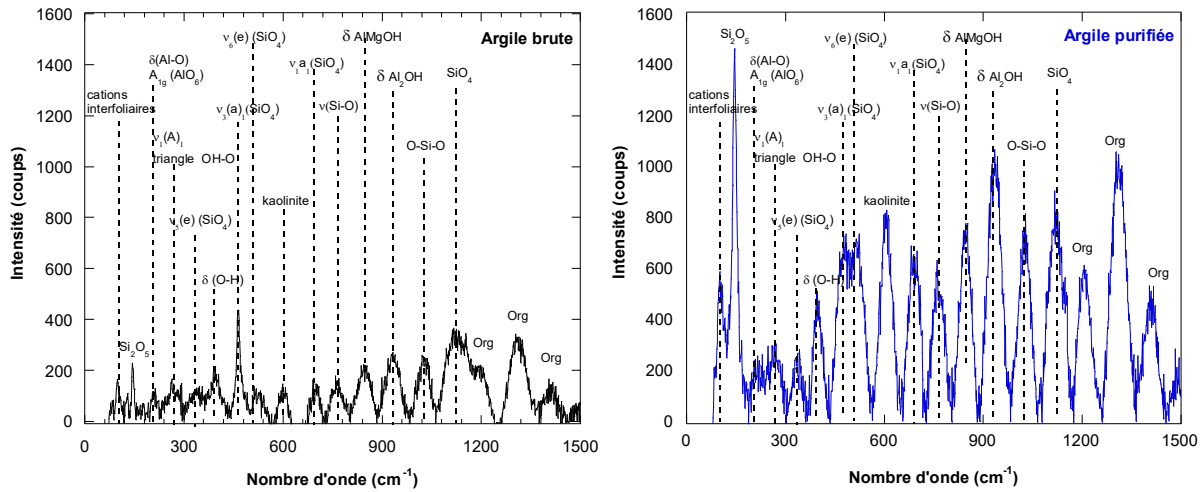 Argile brute
Intensité (coups)
1600
1400
1200
1000
800
600
400
200
0
ν6(e) (SiO4)
δ AlMgOH
δ(Al-O)
A1g (AlO6)
ν1a1(SiO4)
δ Al2OH
SiO4
cations
interfoliaires
ν3(a)1(SiO4)
ν(Si-O)
ν1(A)1
triangle OH-O
O-Si-O
kaolinite
ν5(e) (SiO4)
δ (O-H)
Si2O5
Org
Org
Org
0 300 600 900 1200 1500
Nombre d'onde (cm-1)
Argile purifiée
Intensité (coups)
1600
1400
1200
1000
800
600
400
200
0
Si2O5
ν6(e) (SiO4)
δ AlMgOH
δ(Al-O)
A1g (AlO6)
ν1a1(SiO4)
δ Al2OH
SiO4
cations
interfoliaires
ν3(a)1(SiO4)
ν(Si-O)
ν1(A)1
triangle OH-O
O-Si-O
Org
kaolinite
ν5(e) (SiO4)
δ (O-H)
Org
Org
0 300 600 900 1200 1500
Nombre d'onde (cm-1)